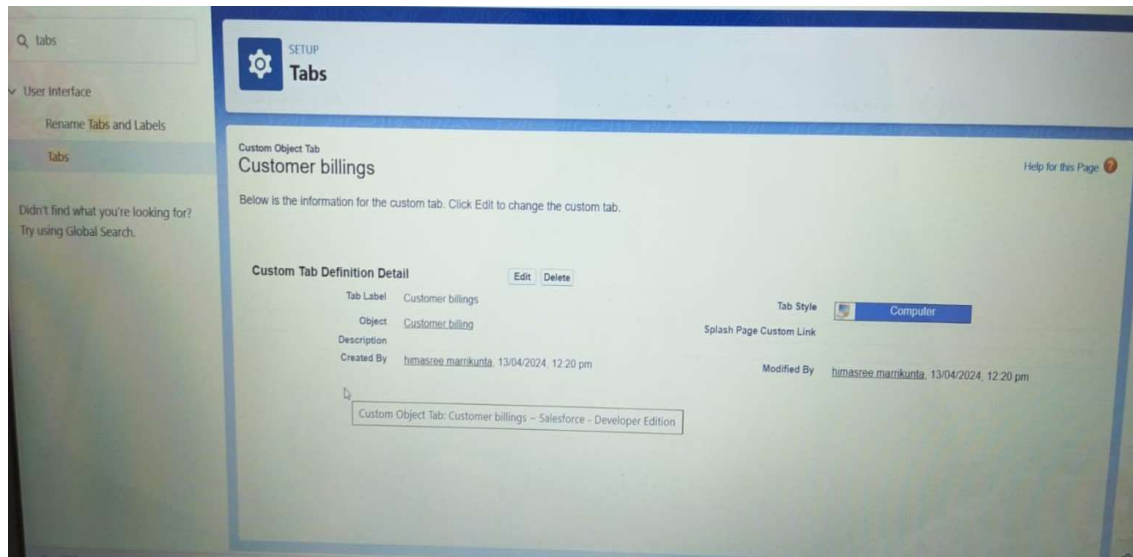 tabs
User Interface
Rename Tabs and Labels
Tabs
Didn't find what you're looking for?
Try using Global Search.
SETUP
Tabs
Custom Object Tab
Customer billings
Help for this Page ?
Below is the information for the custom tab. Click Edit to change the custom tab.
Custom Tab Definition Detail Edit Delete
Tab Label Customer billings
Tab Style Computer
Object Customer billing
Splash Page Custom Link
Description
Created By himasree marrikunta, 13/04/2024, 12:20 pm
Modified By himasree marrikunta, 13/04/2024, 12:20 pm
Custom Object Tab: Customer billings – Salesforce - Developer Edition